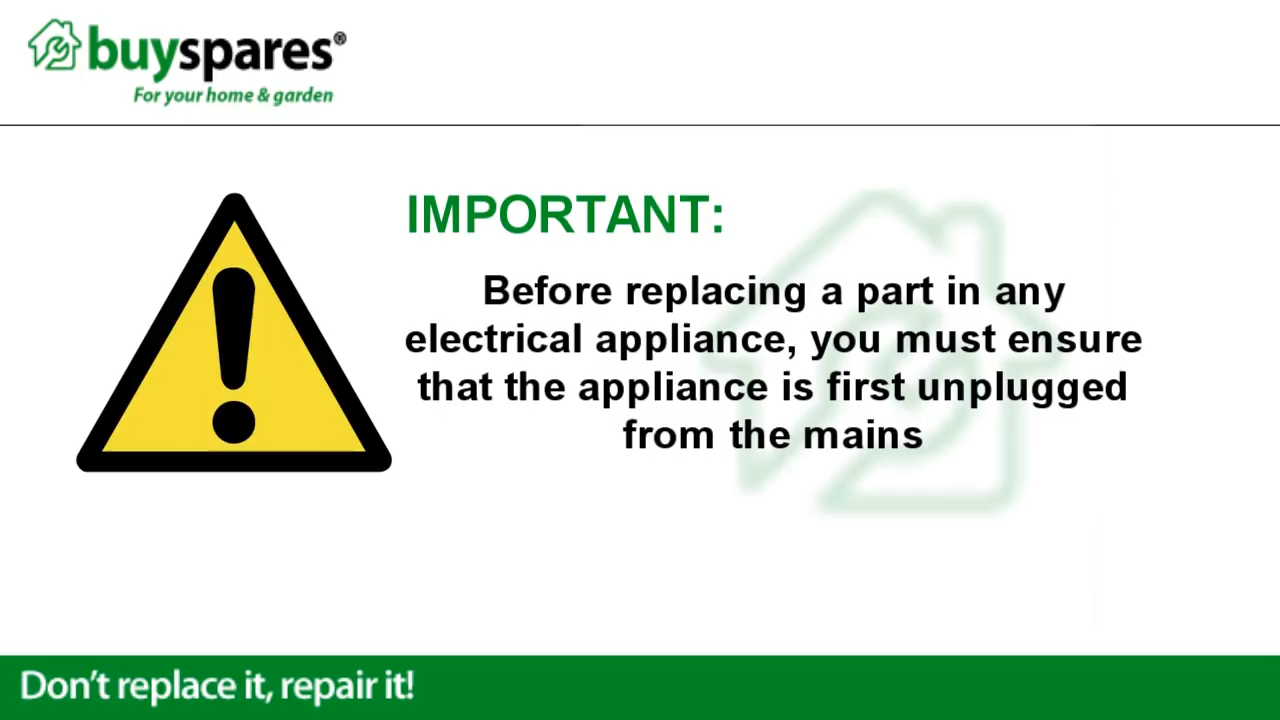 buyspares®
For your home & garden
IMPORTANT:
Before replacing a part in any
electrical appliance, you must ensure
that the appliance is first unplugged
from the mains
Don't replace it, repair it!